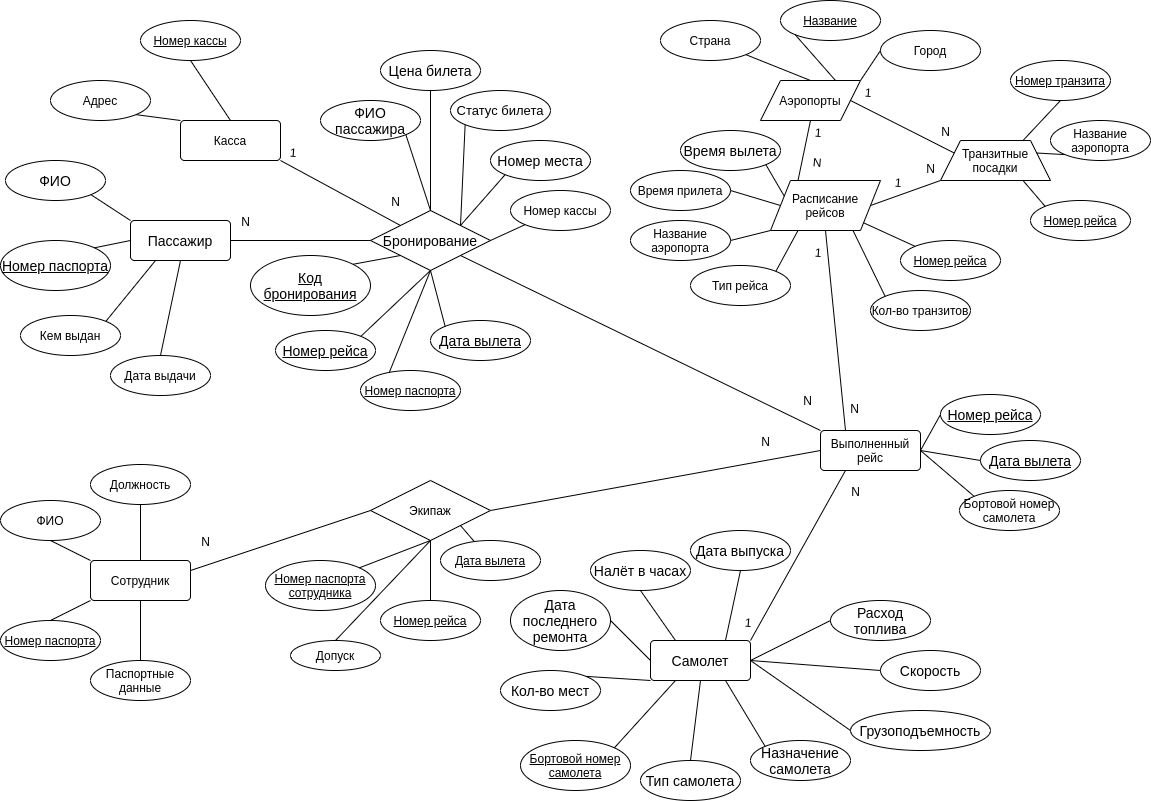 Номер кассы
Адрес
Касса
1
Цена билета
ФИО
пассажира
Статус билета
Номер места
Номер кассы
N
Бронирование
ФИО
Пассажир
N
Номер паспорта
Кем выдан
Дата выдачи
Код
бронирования
Номер рейса
Номер паспорта
Дата вылета
Страна
Название
Город
Аэропорты
1
1
N
Номер транзита
Название
аэропорта
Транзитные
посадки
Номер рейса
N
N
1
Время вылета
Время прилета
Название
аэропорта
Тип рейса
Расписание
рейсов
1
Номер рейса
Кол-во транзитов
N
N
Выполненный
рейс
N
Номер рейса
Дата вылета
Бортовой номер
самолета
N
Должность
ФИО
Сотрудник
N
Номер паспорта
Паспортные
данные
Экипаж
Номер паспорта
сотрудника
Дата вылета
Номер рейса
Допуск
Дата выпуска
Налёт в часах
Дата
последнего
ремонта
1
Самолет
Расход
топлива
Скорость
Кол-во мест
Грузоподъемность
Бортовой номер
самолета
Тип самолета
Назначение
самолета